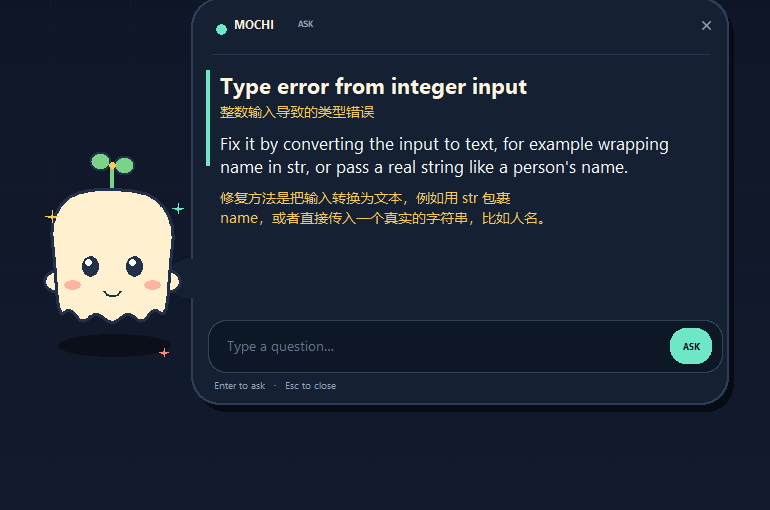 MOCHI ASK ×
Type error from integer input
整数输入导致的类型错误
Fix it by converting the input to text, for example wrapping
name in str, or pass a real string like a person's name.
修复方法是把输入转换为文本，例如用 str 包裹
name，或者直接传入一个真实的字符串，比如人名。
Type a question...
ASK
Enter to ask · Esc to close